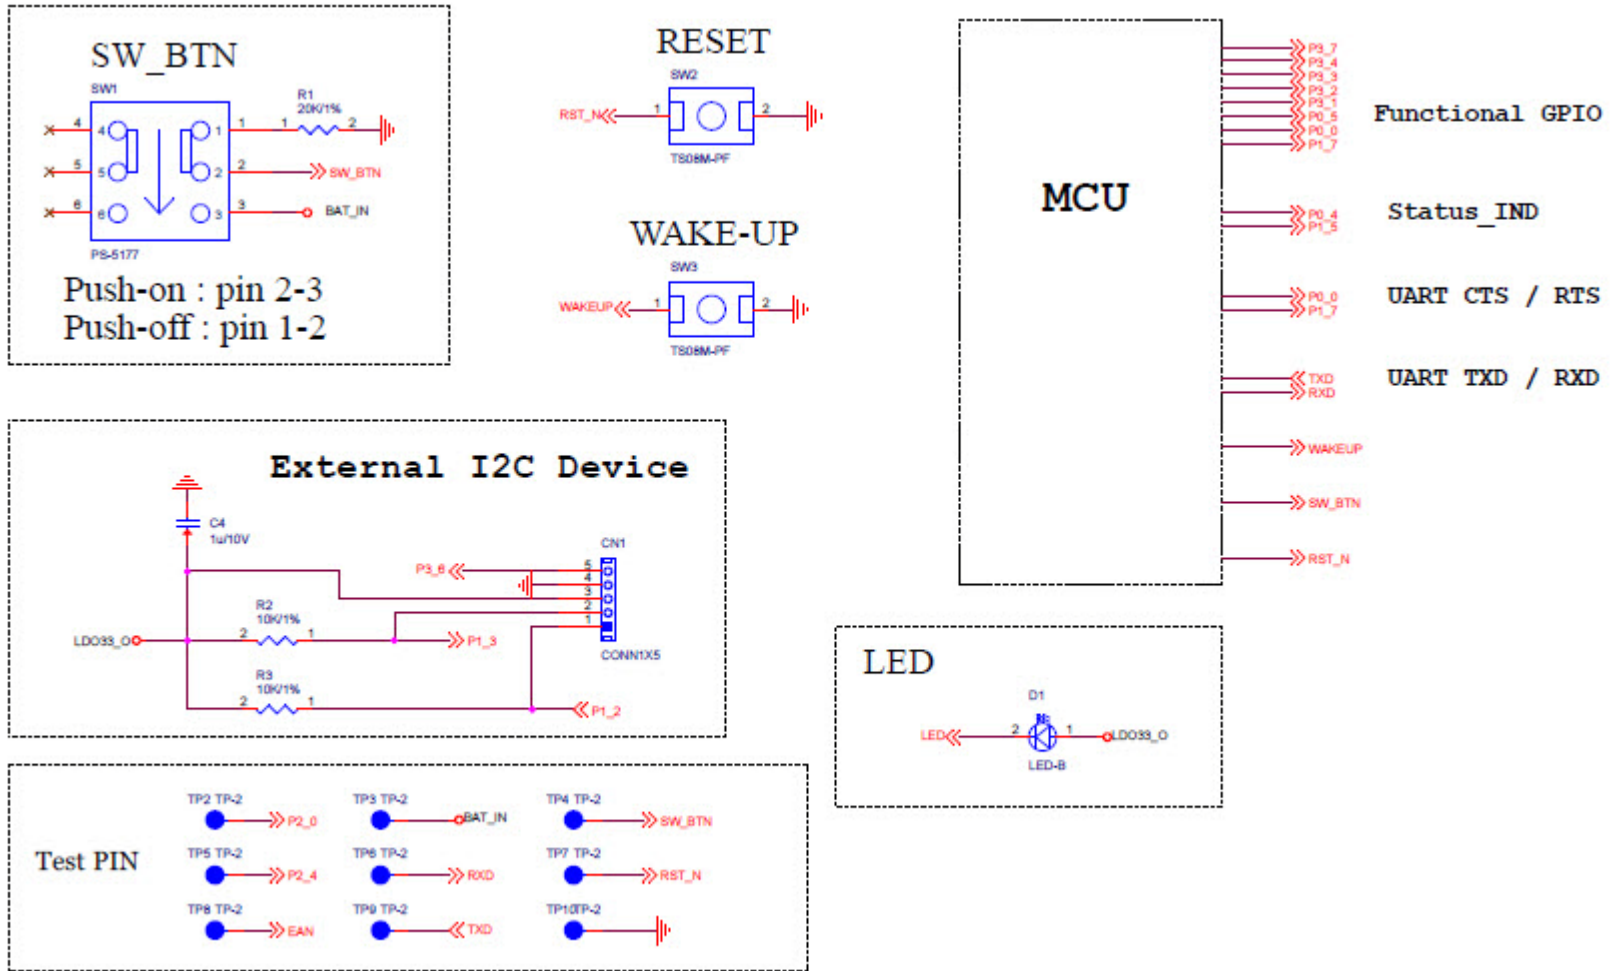 SW_BTN
SW1
R1
20K/1%
4 4 1 1 1 2
5 5 2 2 SW_BTN
6 6 3 3 BAT_IN
PS-5177
Push-on : pin 2-3
Push-off : pin 1-2
RESET
SW2
RST_N 1 2
TS08M-PF
WAKE-UP
SW3
WAKEUP 1 2
TS08M-PF
MCU
P3_7
P3_4
P3_3
P3_2
P3_1
P0_5
P0_0
P1_7
Functional GPIO
P0_4
P1_5
Status_IND
P0_0
P1_7
UART CTS / RTS
TXD
RXD
UART TXD / RXD
WAKEUP
SW_BTN
RST_N
External I2C Device
C4
1u/10V
CN1
P3_6 5
4
3
2
1
CONN1X5
R2
10K/1%
LDO33_O 2 1 P1_3
R3
10K/1%
2 1 P1_2
LED
D1
LED 2 1 LDO33_O
LED-B
Test PIN
TP2 TP-2 P2_0
TP3 TP-2 BAT_IN
TP4 TP-2 SW_BTN
TP5 TP-2 P2_4
TP6 TP-2 RXD
TP7 TP-2 RST_N
TP8 TP-2 EAN
TP9 TP-2 TXD
TP10TP-2